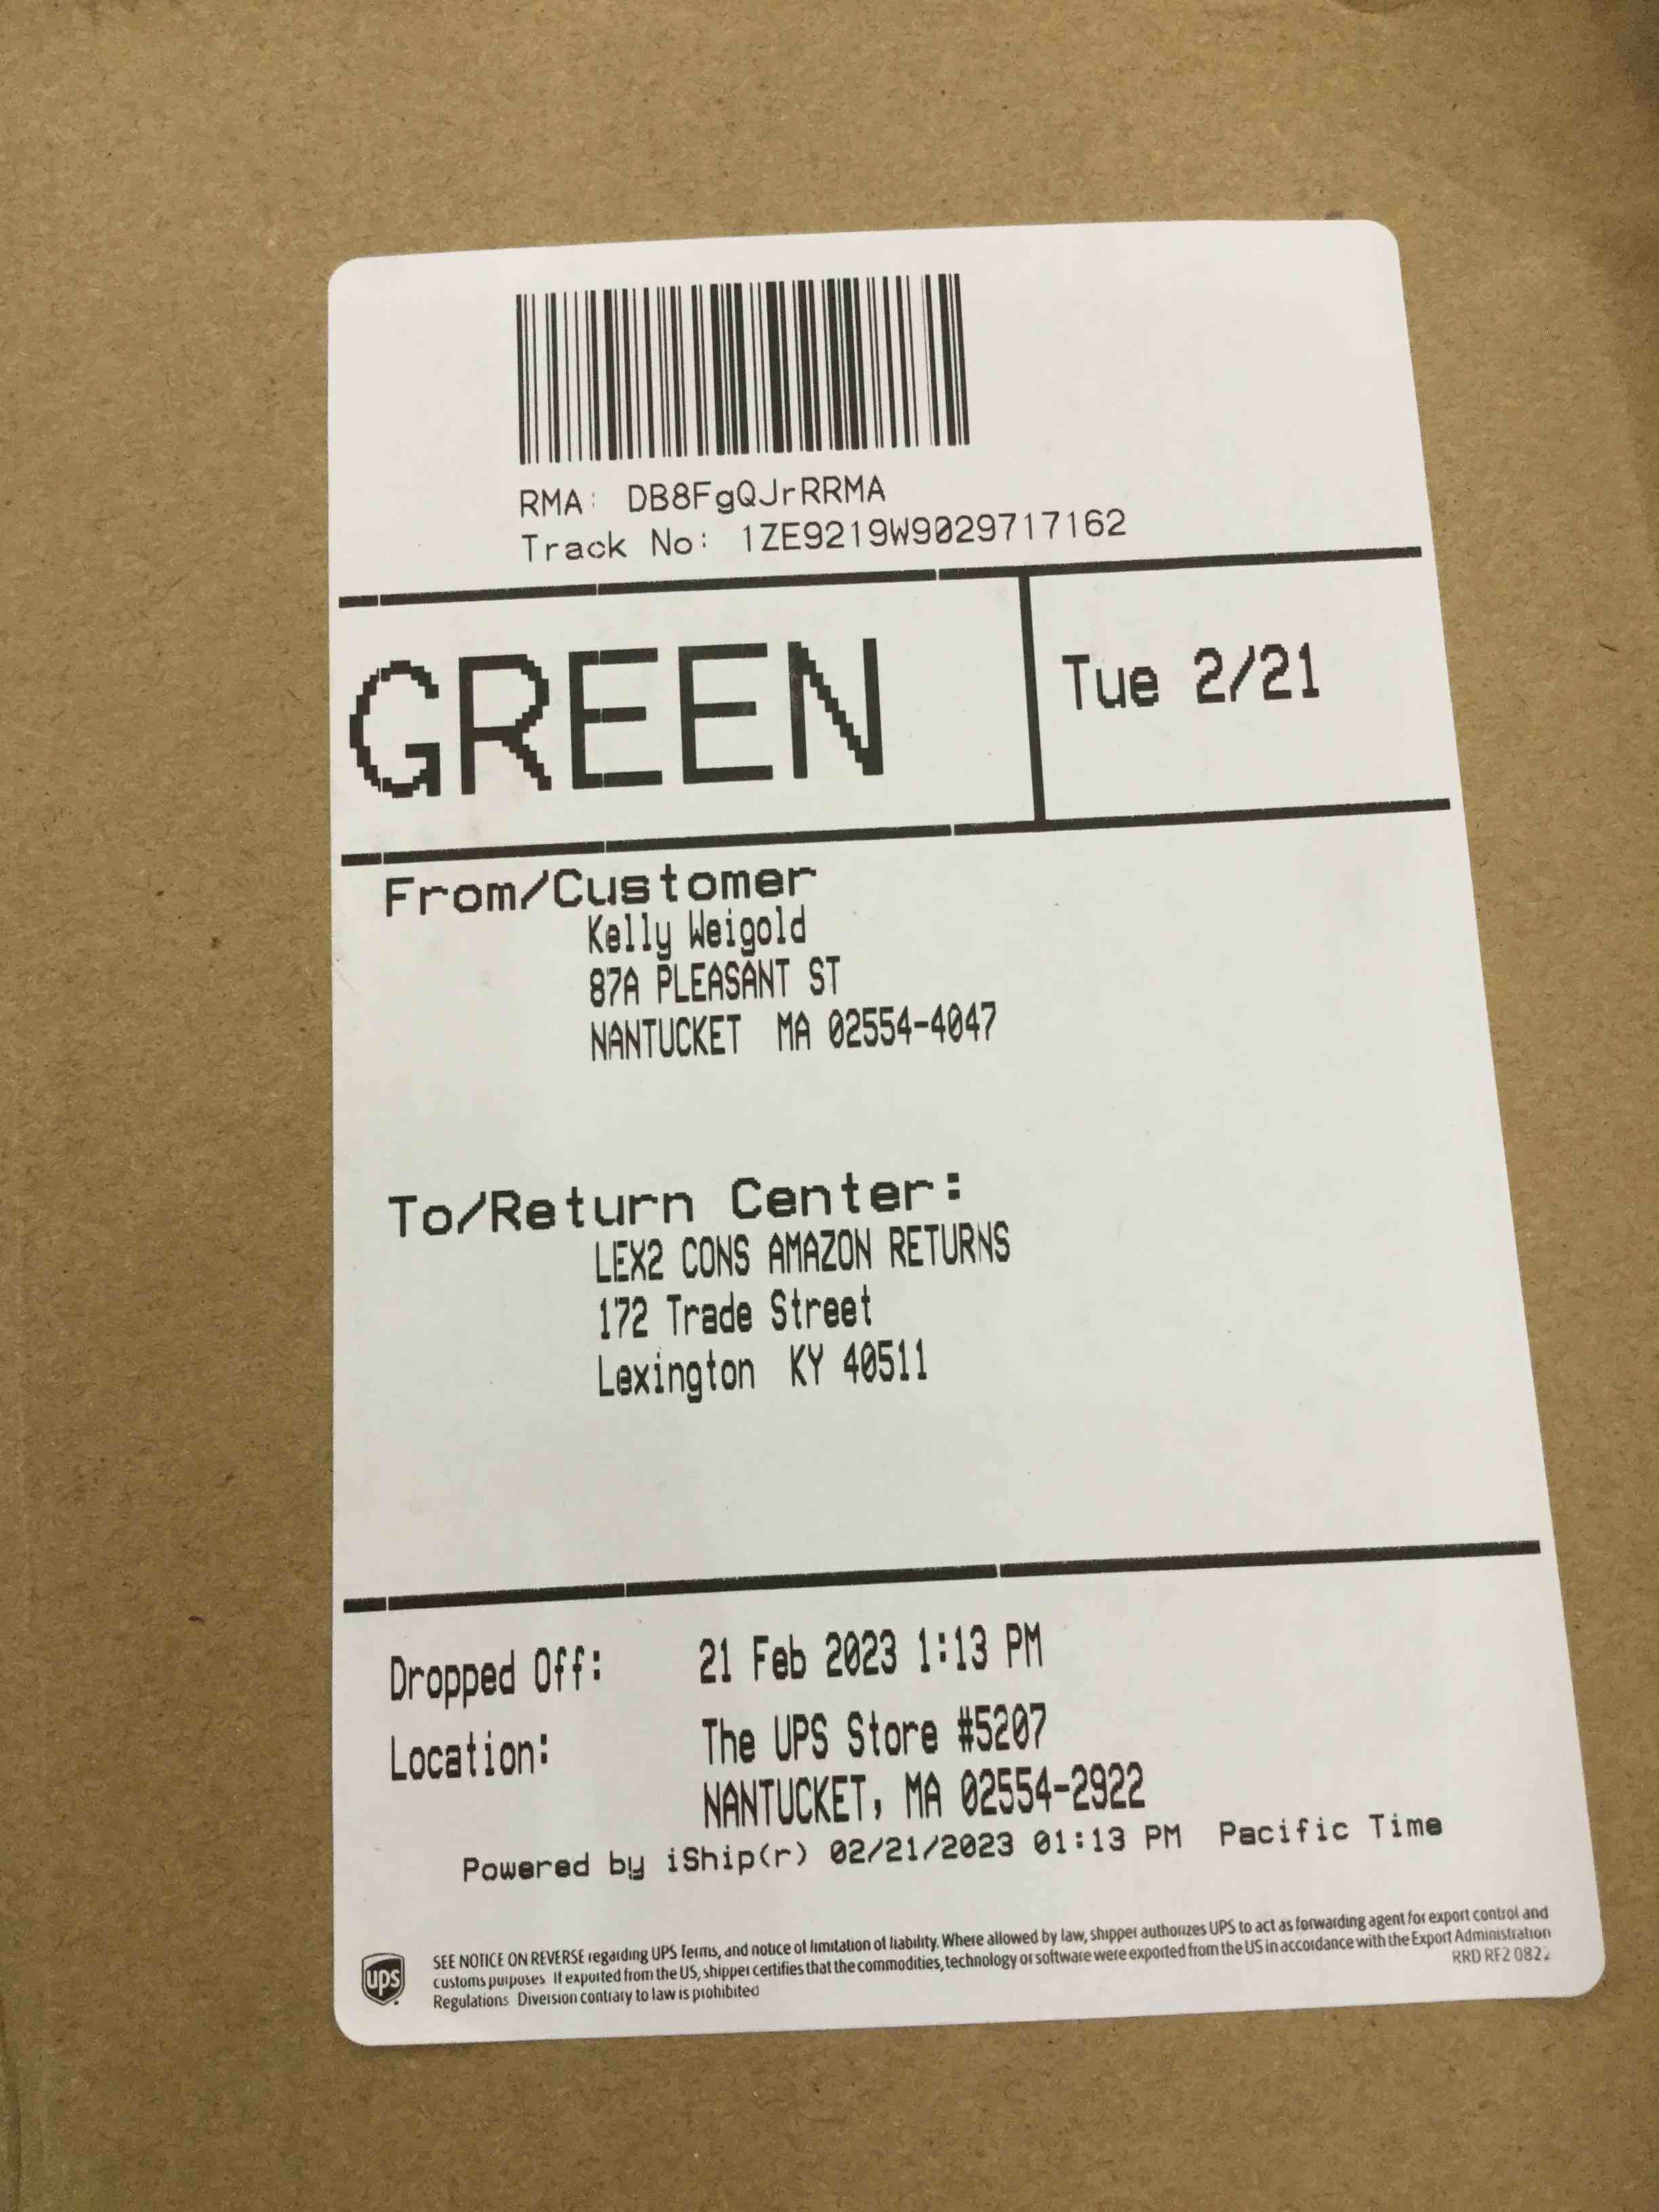 RMA: DB8FgQJrRRMA
Track No: 1ZE9219W9029717162
GREEN
Tue 2/21
From/Customer
Kelly Weigold
87A PLEASANT ST
NANTUCKET MA 02554-4047
To/Return Center:
LEX2 CONS AMAZON RETURNS
172 Trade Street
Lexington KY 40511
Dropped Off: 21 Feb 2023 1:13 PM
Location: The UPS Store #5207
NANTUCKET, MA 02554-2922
Powered by iShip(r) 02/21/2023 01:13 PM Pacific Time
ups
SEE NOTICE ON REVERSE regarding UPS Terms, and notice of limitation of liability. Where allowed by law, shipper authorizes UPS to act as forwarding agent for export control and
customs purposes If exported from the US, shipper certifies that the commodities, technology or software were exported from the US in accordance with the Export Administration
Regulations Diversion contrary to law is prohibited
RRD RF2 0822